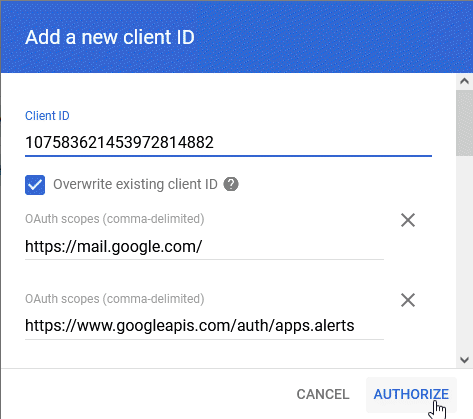 Add a new client ID
Client ID
107583621453972814882
Overwrite existing client ID ?
OAuth scopes (comma-delimited)
https://mail.google.com/
OAuth scopes (comma-delimited)
https://www.googleapis.com/auth/apps.alerts
CANCEL AUTHORIZE